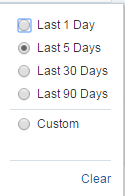 Last 1 Day
Last 5 Days
Last 30 Days
Last 90 Days
Custom
Clear